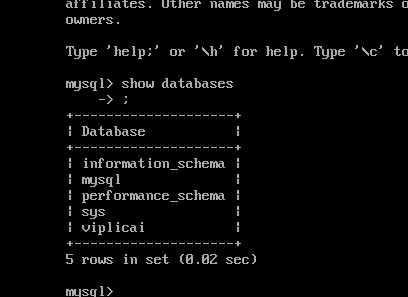 affiliates. Other names may be trademarks o
owners.
Type 'help;' or '\h' for help. Type '\c' to
mysql> show databases
    -> ;
+--------------------+
| Database           |
+--------------------+
| information_schema |
| mysql              |
| performance_schema |
| sys                |
| viplicai           |
+--------------------+
5 rows in set (0.02 sec)
mysql>